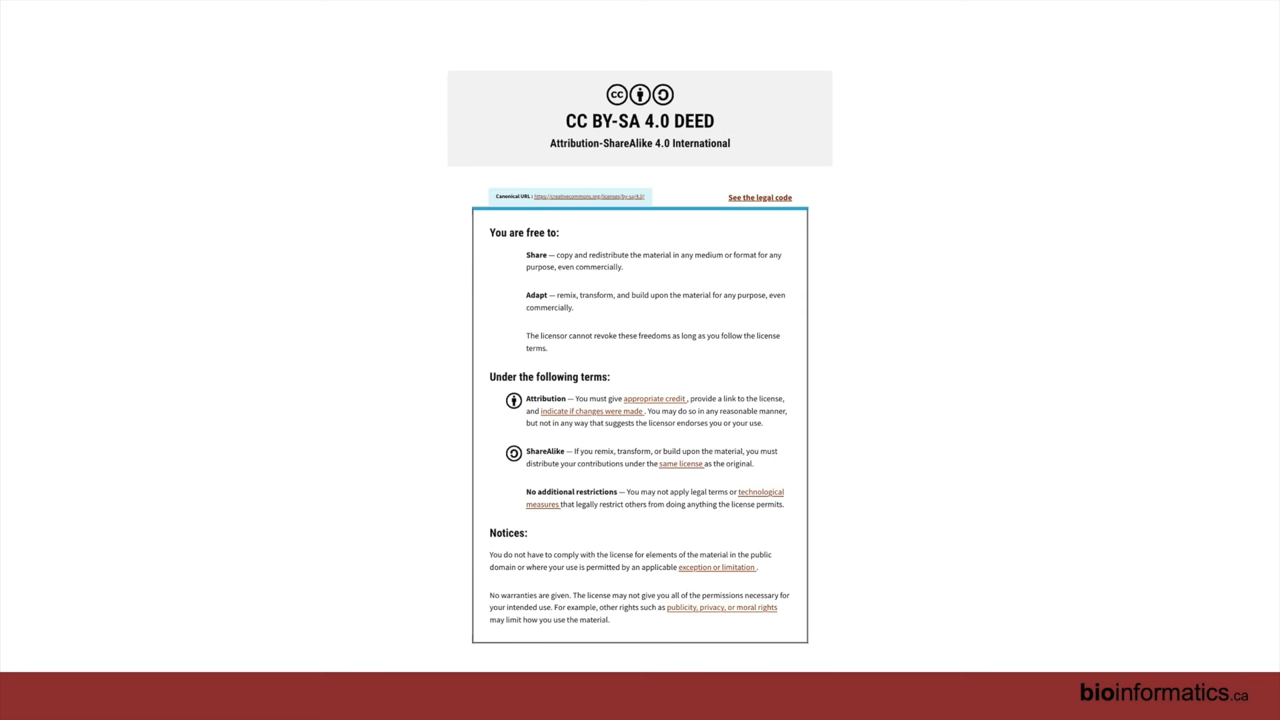 CC BY-SA 4.0 DEED
Attribution-ShareAlike 4.0 International
Canonical URL : https://creativecommons.org/licenses/by-sa/4.0/
See the legal code
You are free to:
Share — copy and redistribute the material in any medium or format for any
purpose, even commercially.
Adapt — remix, transform, and build upon the material for any purpose, even
commercially.
The licensor cannot revoke these freedoms as long as you follow the license
terms.
Under the following terms:
Attribution — You must give appropriate credit , provide a link to the license,
and indicate if changes were made . You may do so in any reasonable manner,
but not in any way that suggests the licensor endorses you or your use.
ShareAlike — If you remix, transform, or build upon the material, you must
distribute your contributions under the same license as the original.
No additional restrictions — You may not apply legal terms or technological
measures that legally restrict others from doing anything the license permits.
Notices:
You do not have to comply with the license for elements of the material in the public
domain or where your use is permitted by an applicable exception or limitation .
No warranties are given. The license may not give you all of the permissions necessary for
your intended use. For example, other rights such as publicity, privacy, or moral rights
may limit how you use the material.
bioinformatics.ca